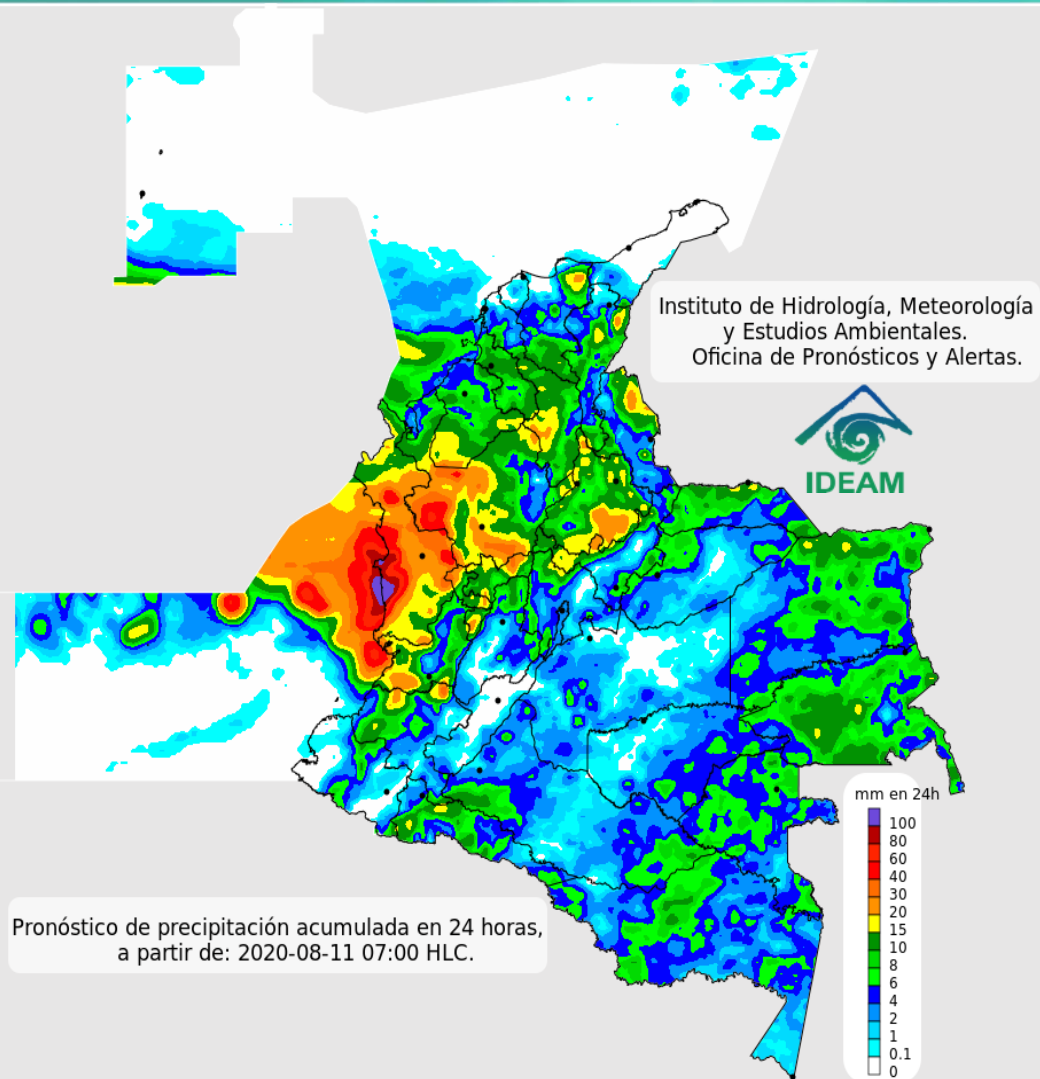 Instituto de Hidrología, Meteorología
y Estudios Ambientales.
Oficina de Pronósticos y Alertas.
IDEAM
mm en 24h
100
80
60
40
30
20
15
10
8
6
4
2
1
0.1
0
Pronóstico de precipitación acumulada en 24 horas,
a partir de: 2020-08-11 07:00 HLC.